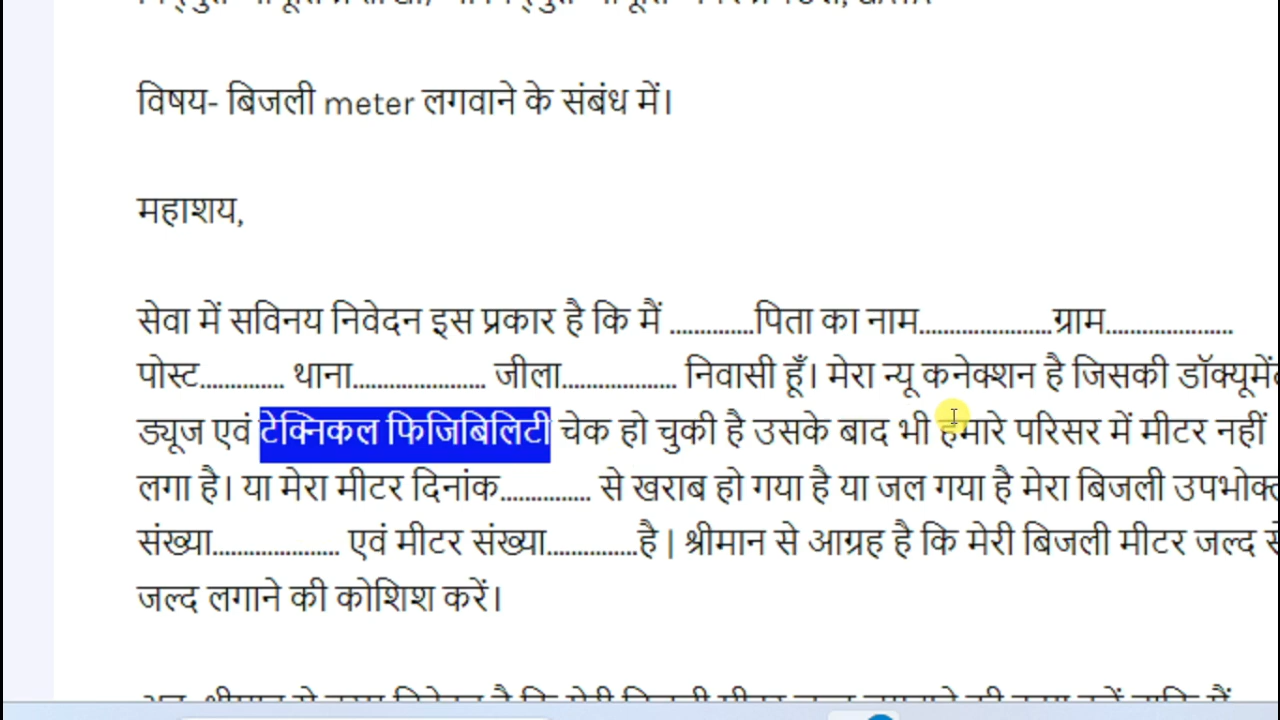 विषय- बिजली meter लगवाने के संबंध में।
महाशय,
सेवा में सविनय निवेदन इस प्रकार है कि मैं ..............पिता का नाम......................ग्राम.....................
पोस्ट.............. थाना...................... जीला................... निवासी हूँ। मेरा न्यू कनेक्शन है जिसकी
ड्यूज एवं टेक्निकल फिजिबिलिटी चेक हो चुकी है उसके बाद भी हमारे परिसर में मीटर नहीं
लगा है। या मेरा मीटर दिनांक............... से खराब हो गया है या जल गया है मेरा बिजली
संख्या..................... एवं मीटर संख्या...............है | श्रीमान से आग्रह है कि मेरी बिजली मीटर जल्द
जल्द लगाने की कोशिश करें।